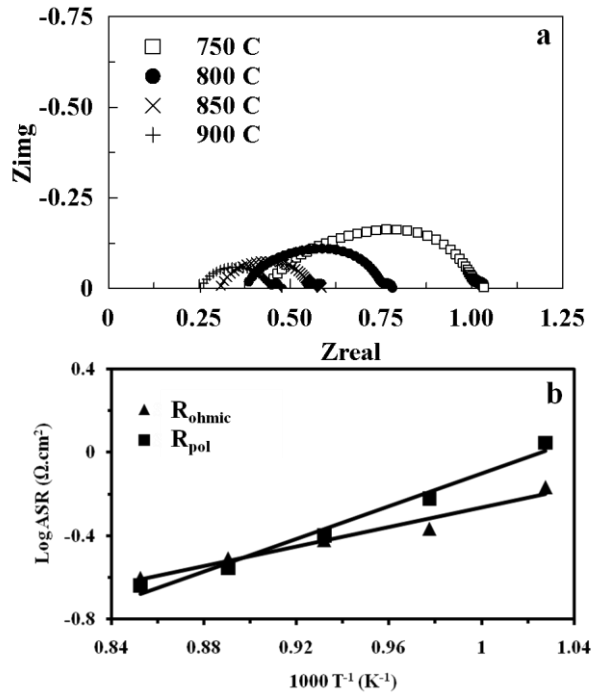 a
-0.75
-0.50
-0.25
0
Zimg
750 C
800 C
850 C
900 C
0 0.25 0.50 0.75 1.00 1.25
Zreal
b
0.4
0
-0.4
-0.8
Log ASR (Ω.cm²)
Rohmic
Rpol
0.84 0.88 0.92 0.96 1 1.04
1000 T⁻¹ (K⁻¹)